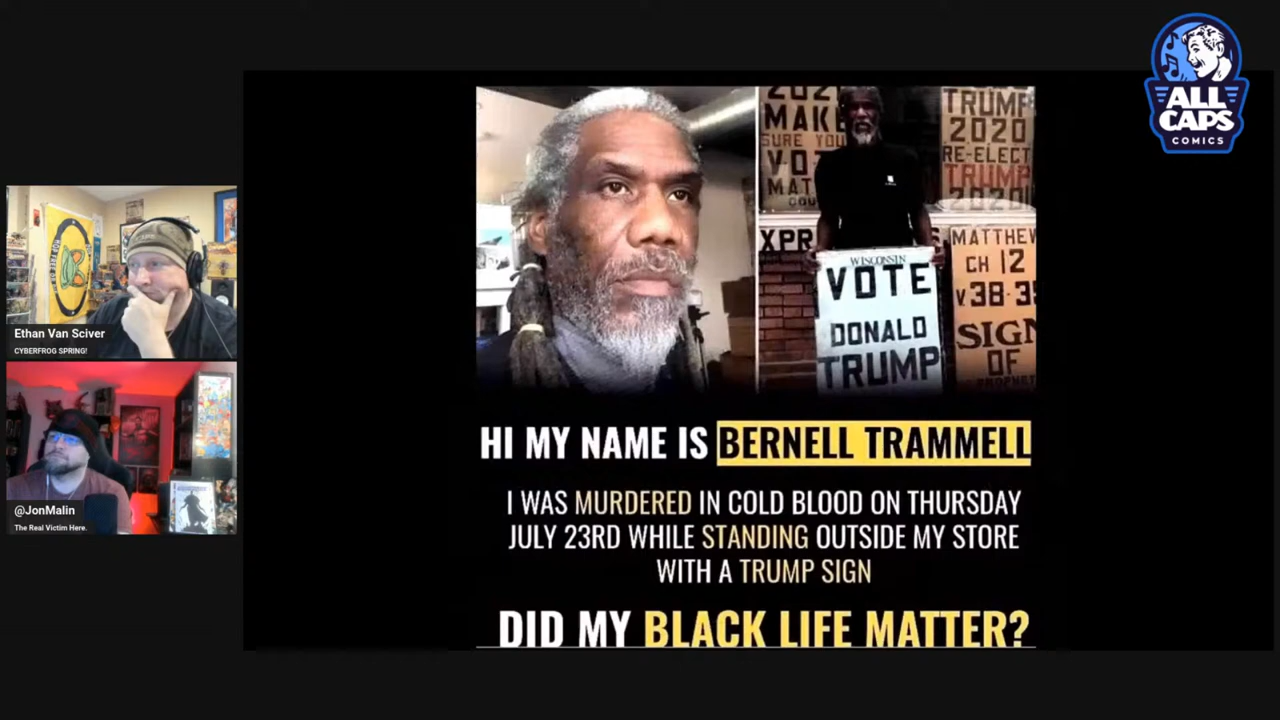 ALL
CAPS
COMICS
Ethan Van Sciver
CYBERFROG SPRING!
@JonMalin
The Real Victim Here.
MAKE
SURE YOU
TRUMP
2020
RE-ELECT
TRUMP
2020!
WISCONSIN
VOTE
DONALD
TRUMP
MATTHEW
CH 12
V 38-3
SIGN
OF
HI MY NAME IS BERNELL TRAMMELL
I WAS MURDERED IN COLD BLOOD ON THURSDAY
JULY 23RD WHILE STANDING OUTSIDE MY STORE
WITH A TRUMP SIGN
DID MY BLACK LIFE MATTER?